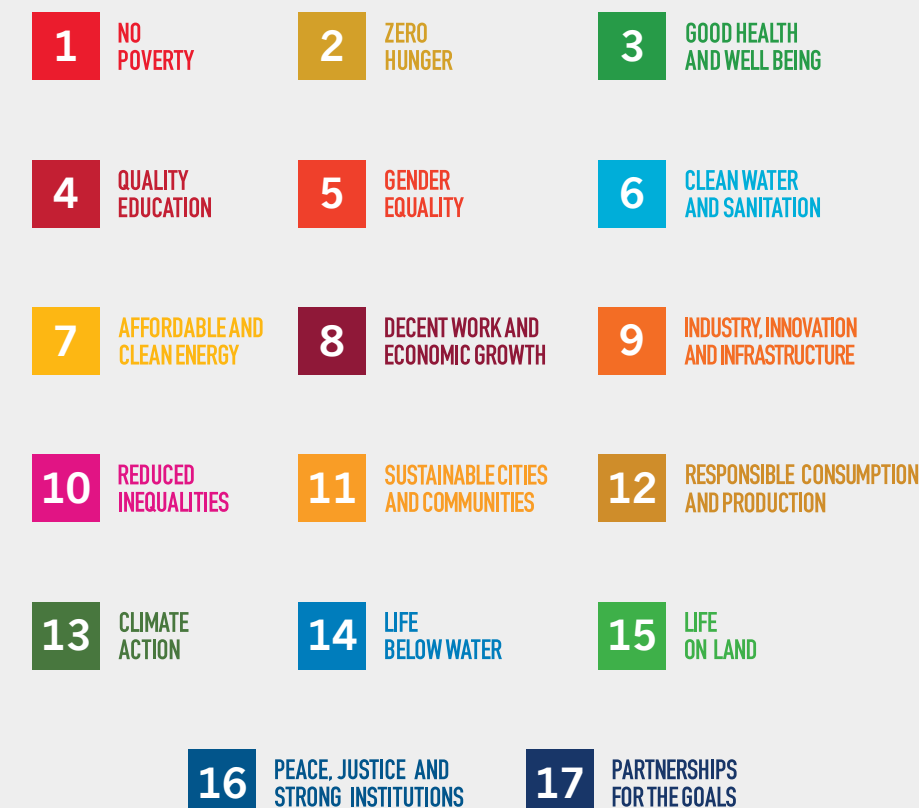 1 NO
POVERTY
2 ZERO
HUNGER
3 GOOD HEALTH
AND WELL BEING
4 QUALITY
EDUCATION
5 GENDER
EQUALITY
6 CLEAN WATER
AND SANITATION
7 AFFORDABLE AND
CLEAN ENERGY
8 DECENT WORK AND
ECONOMIC GROWTH
9 INDUSTRY, INNOVATION
AND INFRASTRUCTURE
10 REDUCED
INEQUALITIES
11 SUSTAINABLE CITIES
AND COMMUNITIES
12 RESPONSIBLE CONSUMPTION
AND PRODUCTION
13 CLIMATE
ACTION
14 LIFE
BELOW WATER
15 LIFE
ON LAND
16 PEACE, JUSTICE AND
STRONG INSTITUTIONS
17 PARTNERSHIPS
FOR THE GOALS